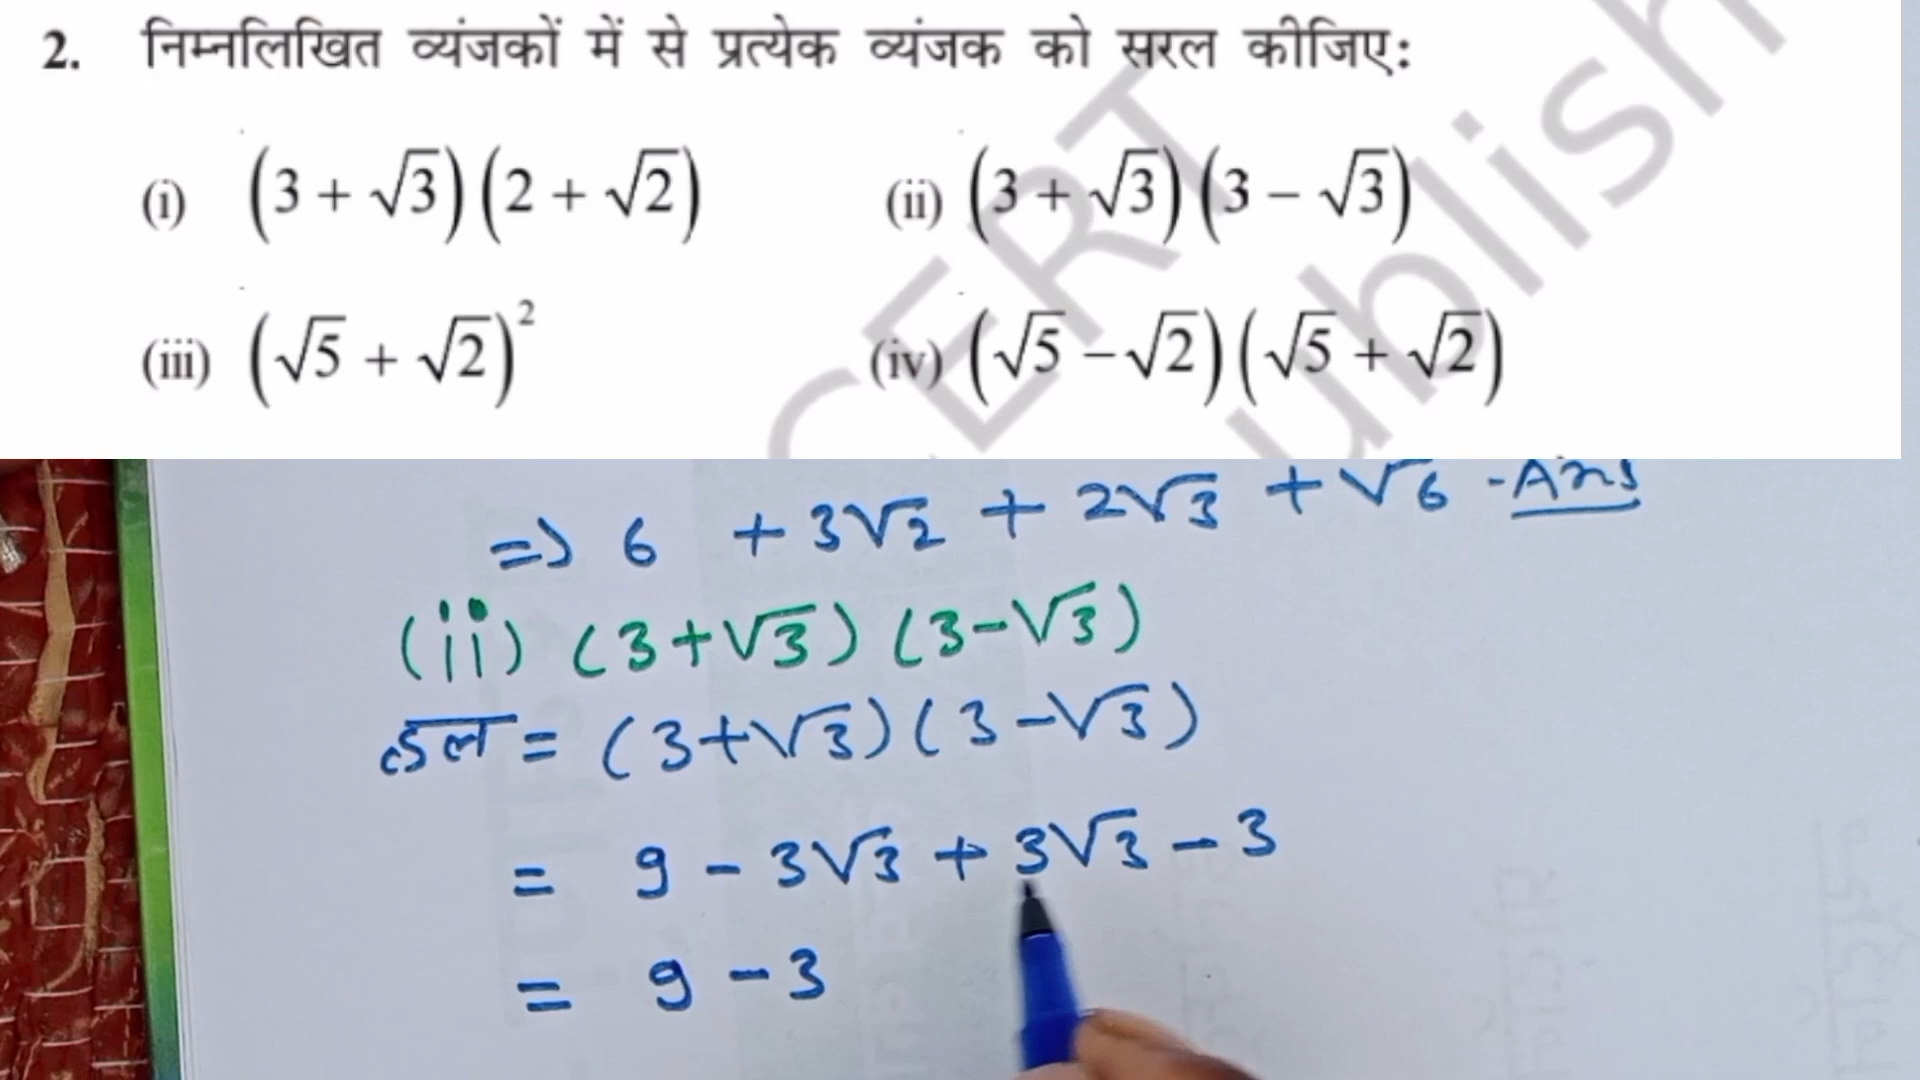 2. निम्नलिखित व्यंजकों में से प्रत्येक व्यंजक को सरल कीजिए:
(i) (3 + √3)(2 + √2) (ii) (3 + √3)(3 − √3)
(iii) (√5 + √2)² (iv) (√5 − √2)(√5 + √2)
CERT
ublish
=> 6 + 3√2 + 2√3 + √6 - Ans
(ii) (3+√3) (3-√3)
हल = (3+√3) (3-√3)
= 9 - 3√3 + 3√3 - 3
= 9 - 3